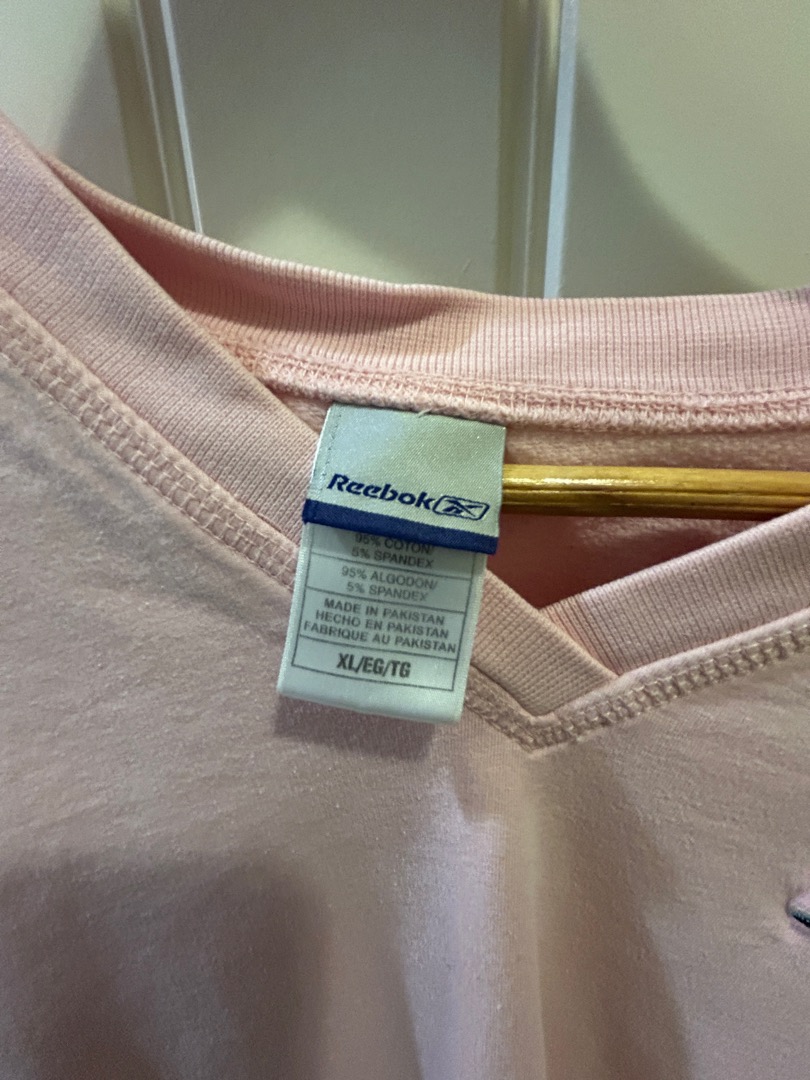 Reebok
95% COTON/
5% SPANDEX
95% ALGODON/
5% SPANDEX
MADE IN PAKISTAN
HECHO EN PAKISTAN
FABRIQUE AU PAKISTAN
XL/EG/TG